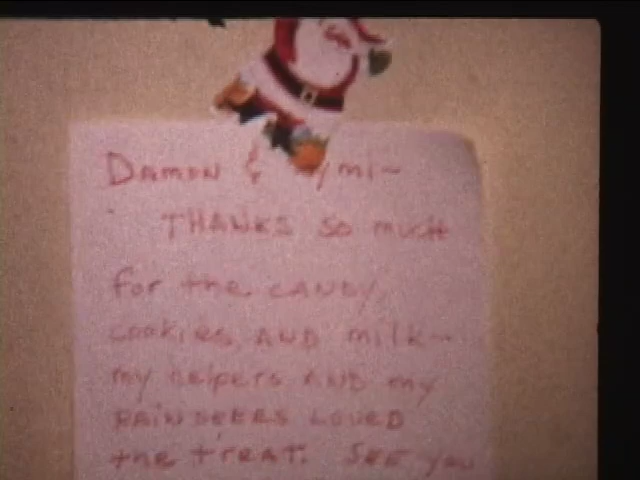 Damon & mi~
THANKS so much
for the CANDY,
cookies, AND milk~
my helpers AND my
RAiNDEERS LOVED
the treat. SEE you